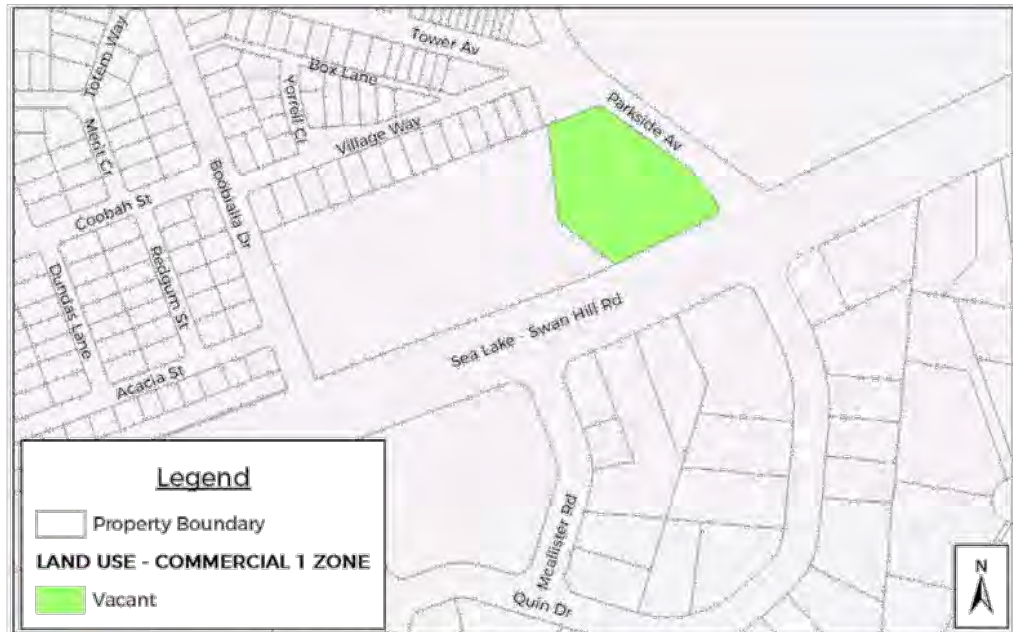 Tower Av
Totem Way
Box Lane
Yorrell Ct
Parkside Av
Merit Cr
Village Way
Boobialla Dr
Coobah St
Redgum St
Dundas Lane
Sea Lake - Swan Hill Rd
Acacia St
Mcallister Rd
Quin Dr
Legend
Property Boundary
LAND USE - COMMERCIAL 1 ZONE
Vacant
N